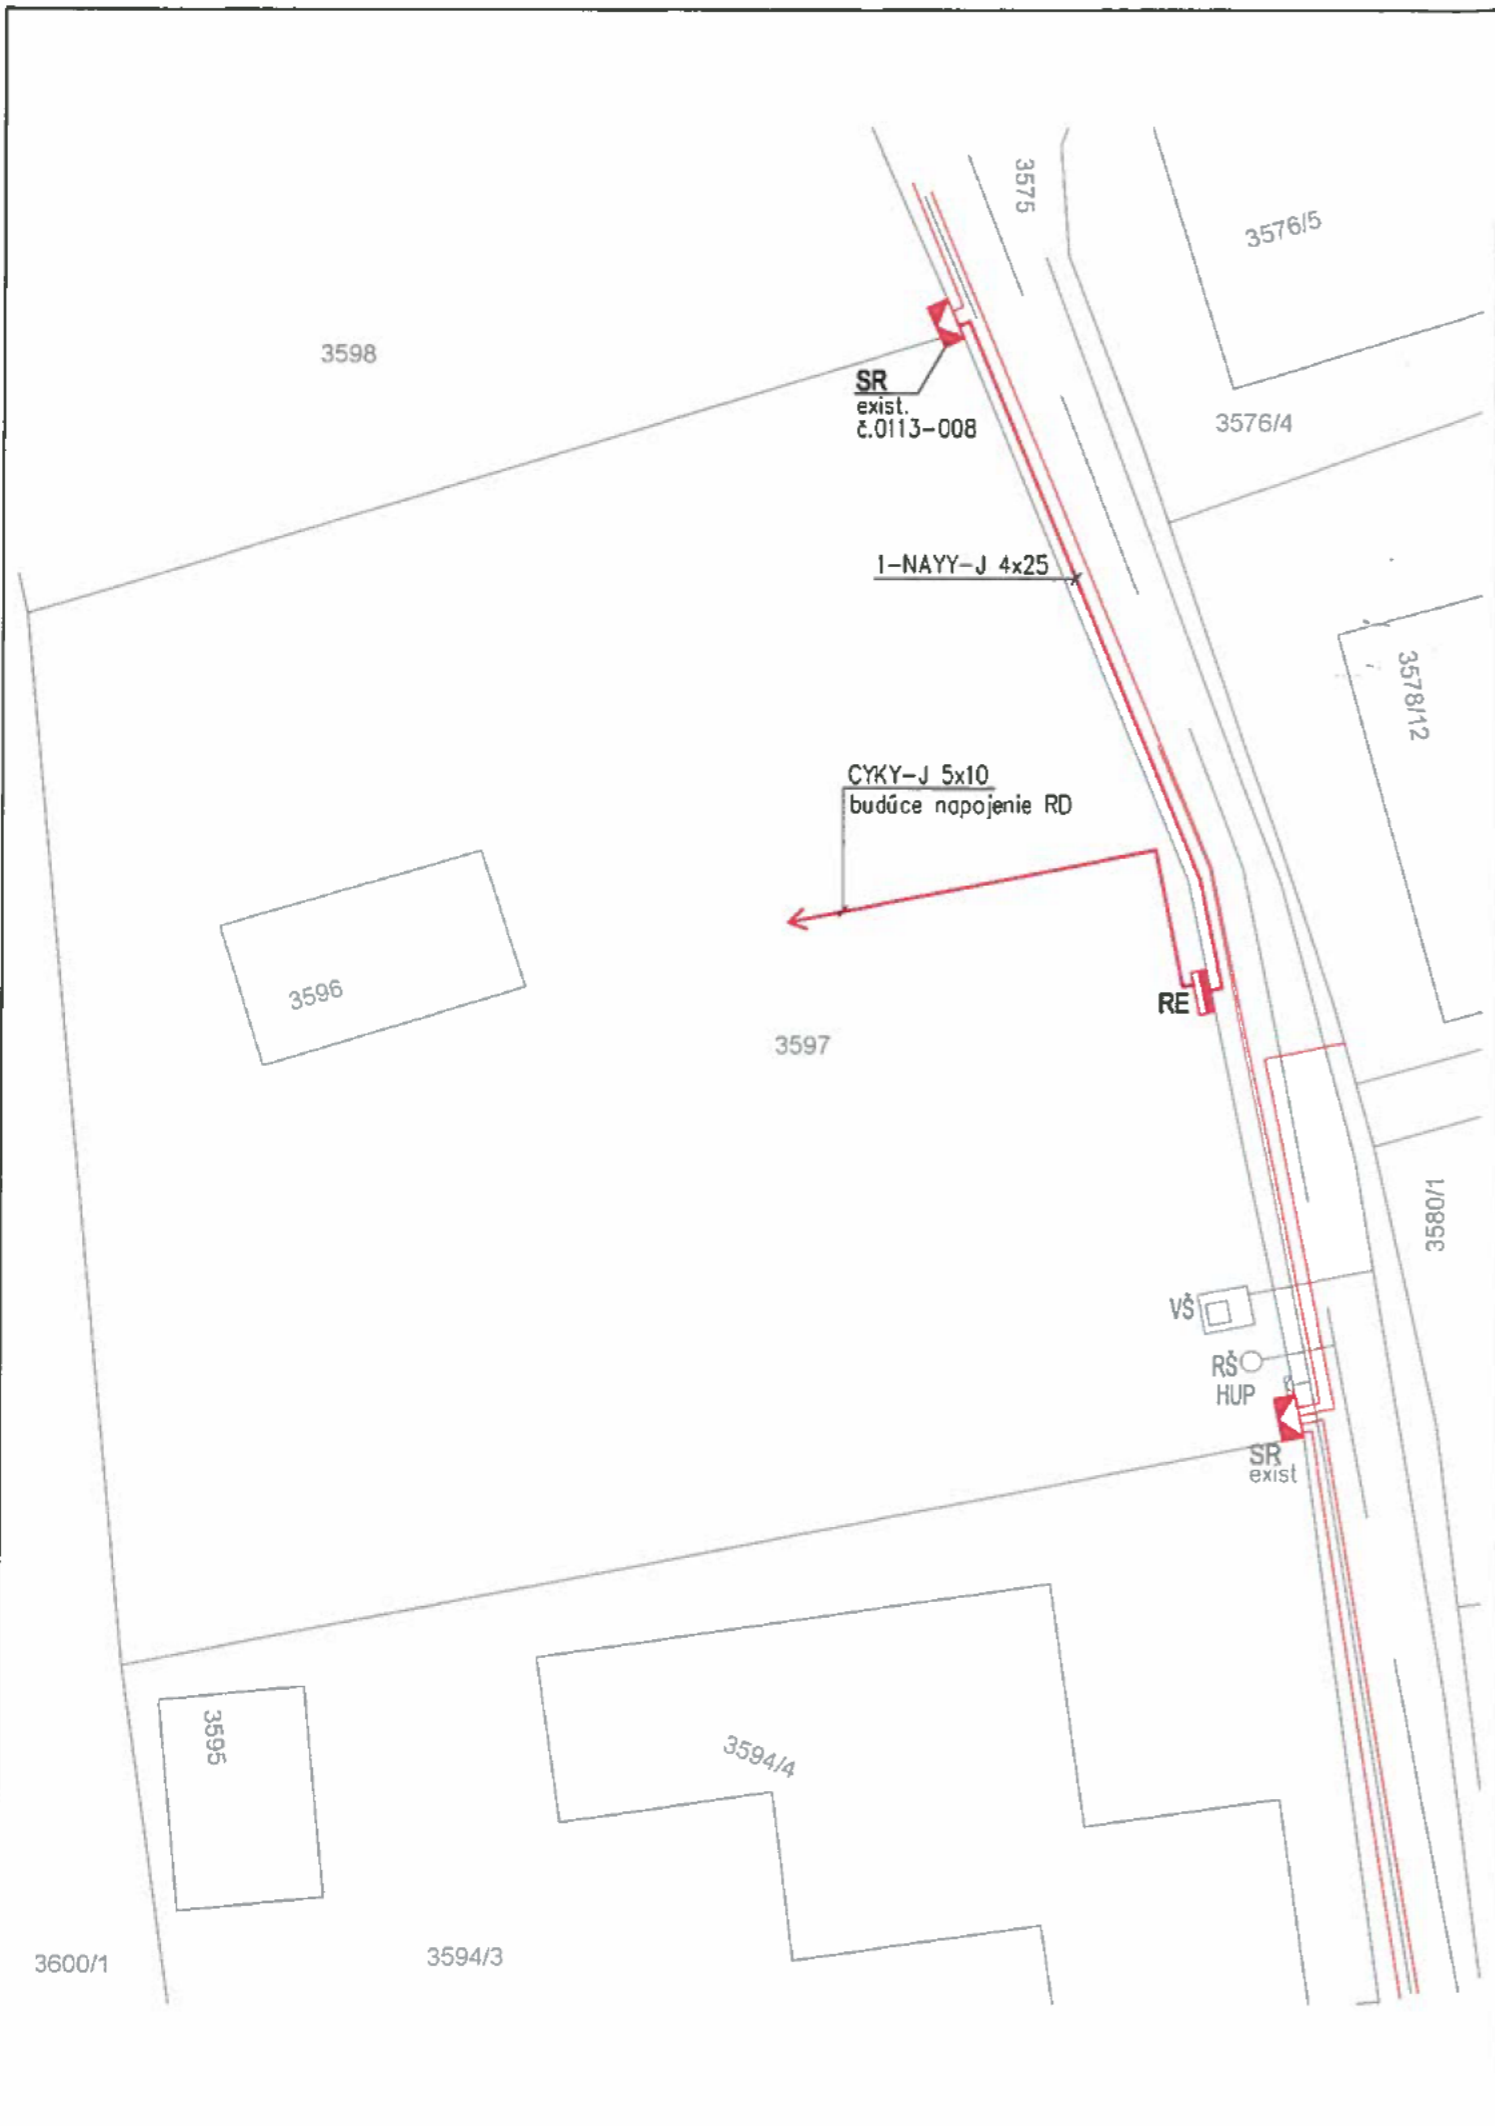 3575
3576/5
3598
SR
exist.
č.0113-008
3576/4
1-NAYY-J 4x25
3578/12
CYKY-J 5x10
budúce napojenie RD
3596
RE
3597
3580/1
VŠ
RŠ
HUP
SR
exist
3595
3594/4
3600/1
3594/3